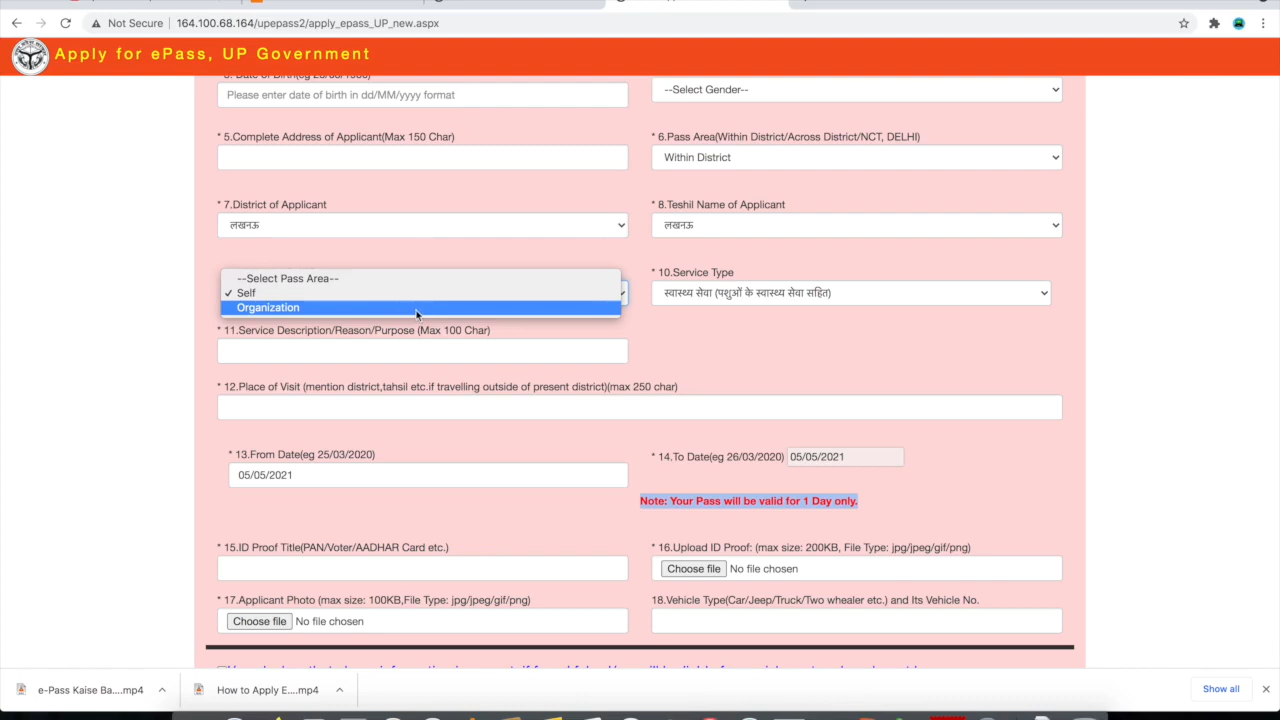 Not Secure 164.100.68.164/upepass2/apply_epass_UP_new.aspx
Apply for ePass, UP Government
Please enter date of birth in dd/MM/yyyy format
--Select Gender--
* 5.Complete Address of Applicant(Max 150 Char)
* 6.Pass Area(Within District/Across District/NCT, DELHI)
Within District
* 7.District of Applicant
* 8.Teshil Name of Applicant
लखनऊ
लखनऊ
--Select Pass Area--
✓ Self
Organization
* 10.Service Type
स्वास्थ्य सेवा (पशुओं के स्वास्थ्य सेवा सहित)
* 11.Service Description/Reason/Purpose (Max 100 Char)
* 12.Place of Visit (mention district,tahsil etc.if travelling outside of present district)(max 250 char)
* 13.From Date(eg 25/03/2020)
05/05/2021
* 14.To Date(eg 26/03/2020) 05/05/2021
Note: Your Pass will be valid for 1 Day only.
* 15.ID Proof Title(PAN/Voter/AADHAR Card etc.)
* 16.Upload ID Proof: (max size: 200KB, File Type: jpg/jpeg/gif/png)
Choose file No file chosen
* 17.Applicant Photo (max size: 100KB,File Type: jpg/jpeg/gif/png)
Choose file No file chosen
18.Vehicle Type(Car/Jeep/Truck/Two whealer etc.) and Its Vehicle No.
e-Pass Kaise Ba....mp4
How to Apply E....mp4
Show all